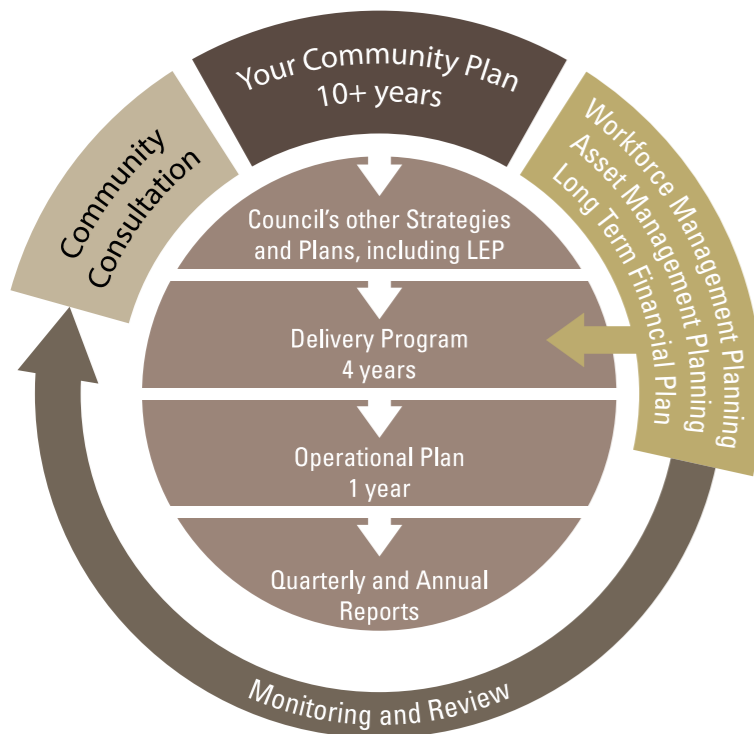 Your Community Plan
10+ years
Community
Consultation
Workforce Management Planning
Asset Management Planning
Long Term Financial Plan
Council’s other Strategies
and Plans, including LEP
Delivery Program
4 years
Operational Plan
1 year
Quarterly and Annual
Reports
Monitoring and Review